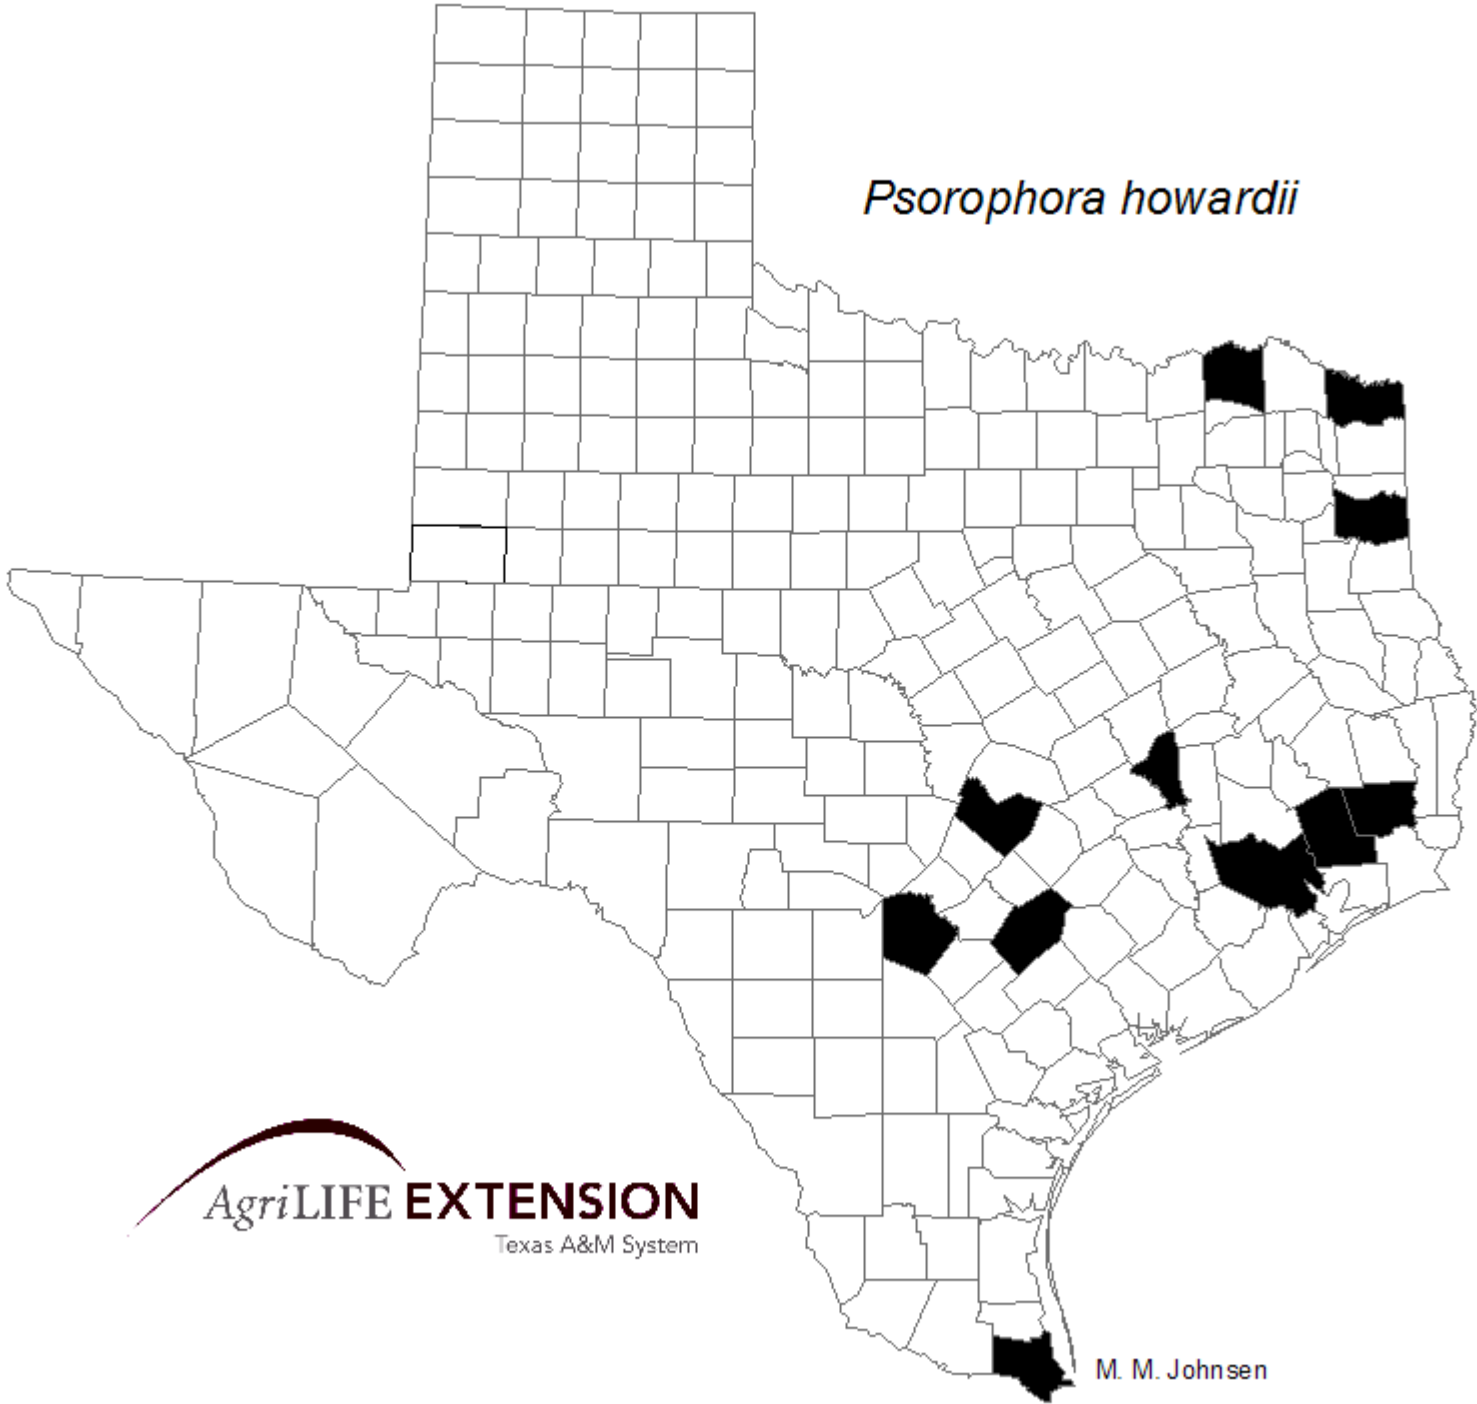 Psorophora howardii
AgriLIFE EXTENSION
Texas A&M System
M. M. Johnsen